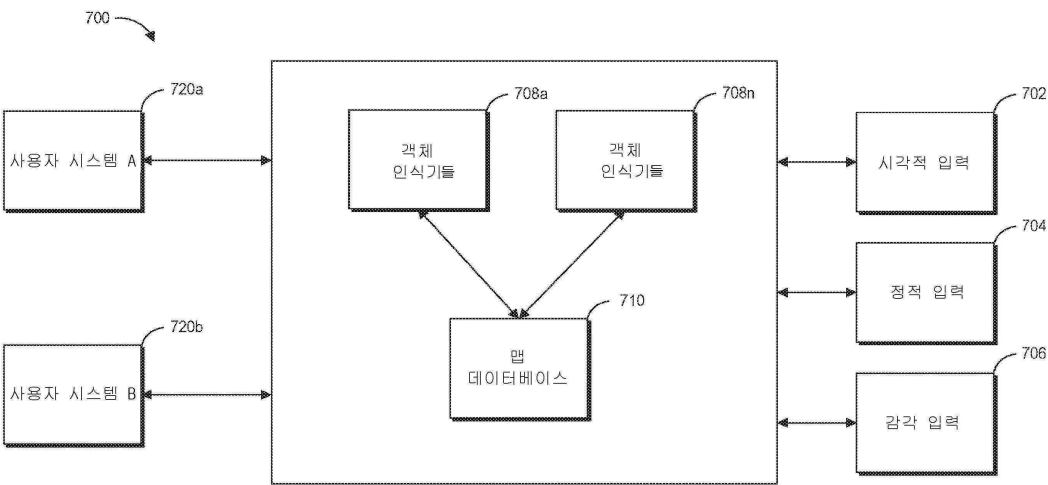 700
720a
사용자 시스템 A
720b
사용자 시스템 B
708a
객체
인식기들
708n
객체
인식기들
710
맵
데이터베이스
702
시각적 입력
704
정적 입력
706
감각 입력